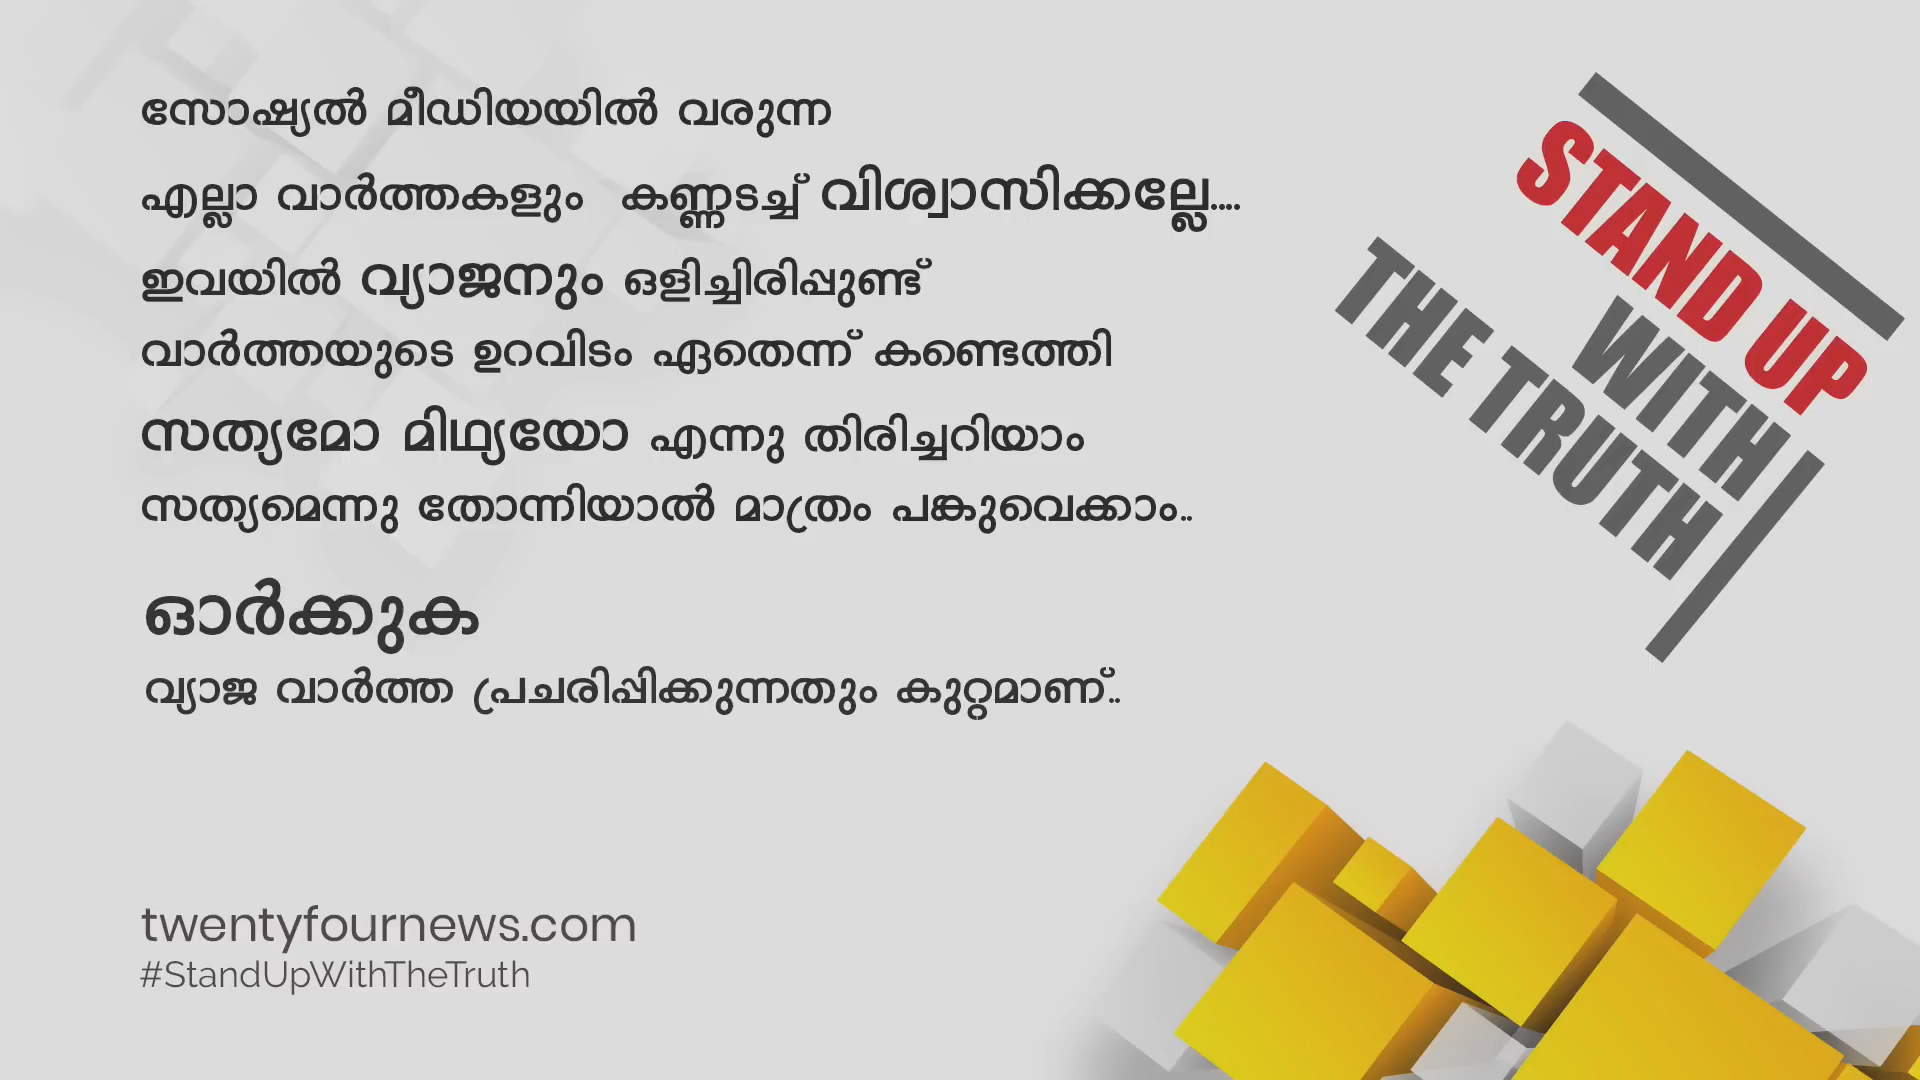 സോഷ്യൽ മീഡിയയിൽ വരുന്ന
എല്ലാ വാർത്തകളും കണ്ണടച്ച് വിശ്വാസിക്കല്ലേ....
ഇവയിൽ വ്യാജനും ഒളിച്ചിരിപ്പുണ്ട്
വാർത്തയുടെ ഉറവിടം ഏതെന്ന് കണ്ടെത്തി
സത്യമോ മിഥ്യയോ എന്നു തിരിച്ചറിയാം
സത്യമെന്നു തോന്നിയാൽ മാത്രം പങ്കുവെക്കാം..
ഓർക്കുക
വ്യാജ വാർത്ത പ്രചരിപ്പിക്കുന്നതും കുറ്റമാണ്..
STAND UP
WITH
THE TRUTH
twentyfournews.com
#StandUpWithTheTruth